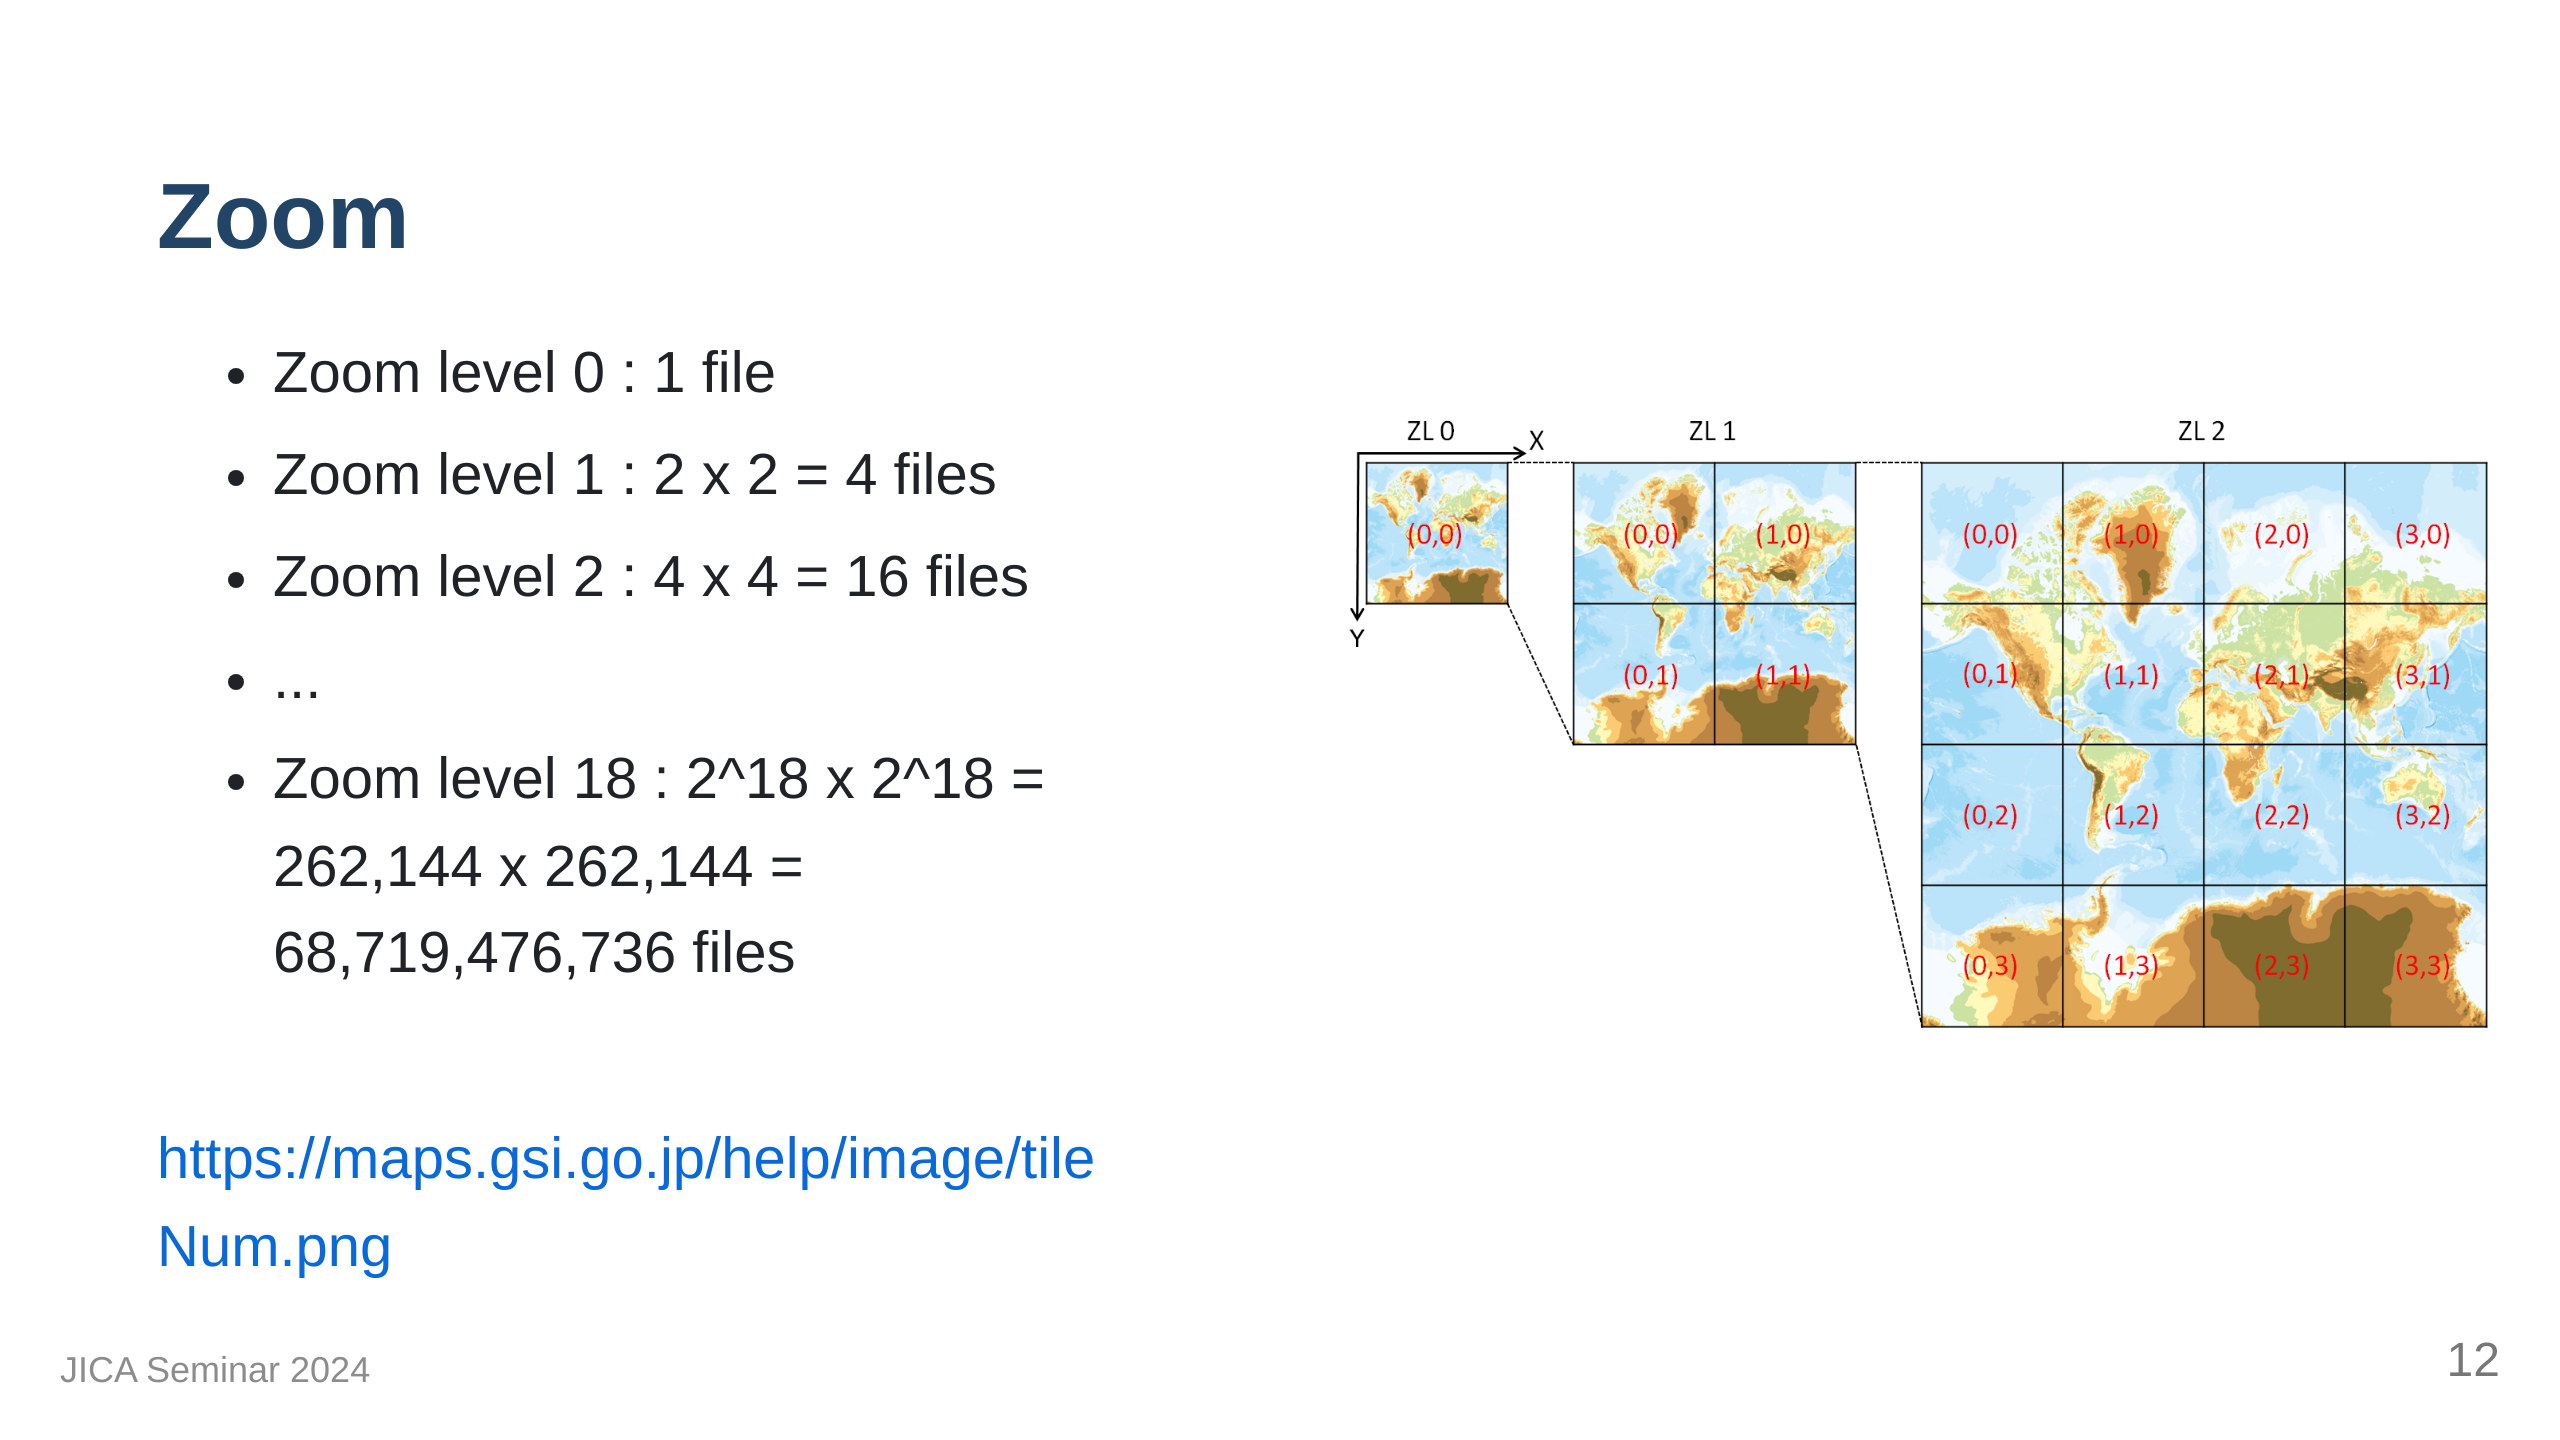 Zoom
• Zoom level 0 : 1 file
• Zoom level 1 : 2 x 2 = 4 files
• Zoom level 2 : 4 x 4 = 16 files
• ...
• Zoom level 18 : 2^18 x 2^18 =
262,144 x 262,144 =
68,719,476,736 files
https://maps.gsi.go.jp/help/image/tile
Num.png
ZL 0
X
Y
(0,0)
ZL 1
(0,0) (1,0)
(0,1) (1,1)
ZL 2
(0,0) (1,0) (2,0) (3,0)
(0,1) (1,1) (2,1) (3,1)
(0,2) (1,2) (2,2) (3,2)
(0,3) (1,3) (2,3) (3,3)
JICA Seminar 2024
12